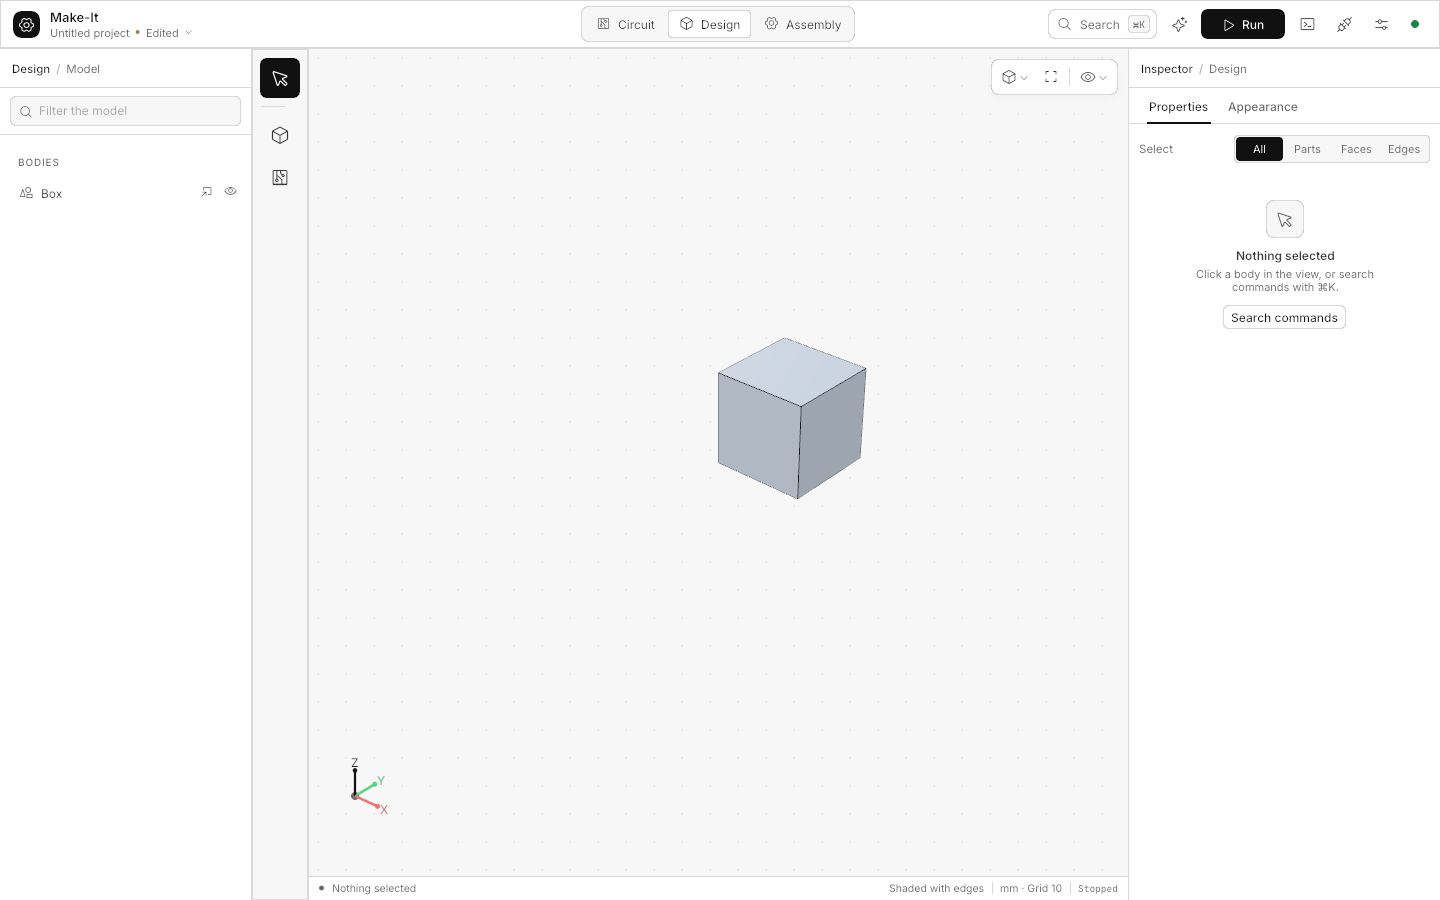 Make-It
Untitled project • Edited
Circuit
Design
Assembly
Search ⌘K
Run
Design / Model
Filter the model
BODIES
Box
Inspector / Design
Properties
Appearance
Select
All
Parts
Faces
Edges
Nothing selected
Click a body in the view, or search
commands with ⌘K.
Search commands
Z
Y
X
Nothing selected
Shaded with edges
mm · Grid 10
Stopped